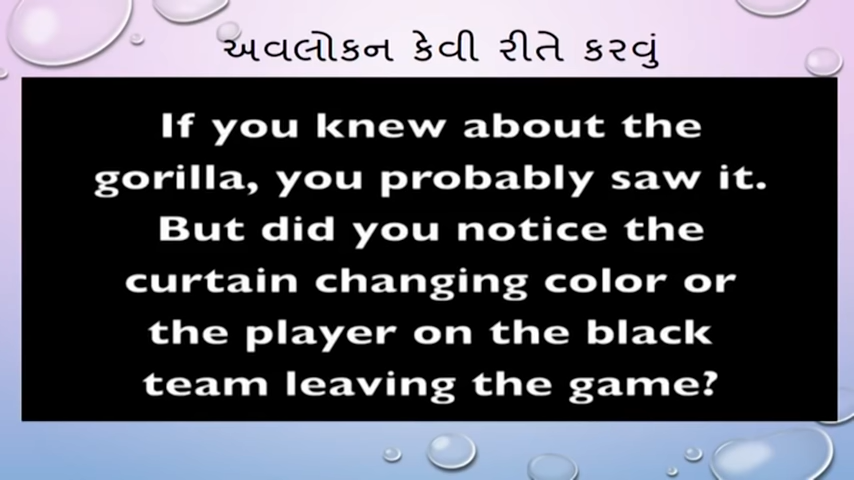 અવલોકન કેવી રીતે કરવું
If you knew about the
gorilla, you probably saw it.
But did you notice the
curtain changing color or
the player on the black
team leaving the game?